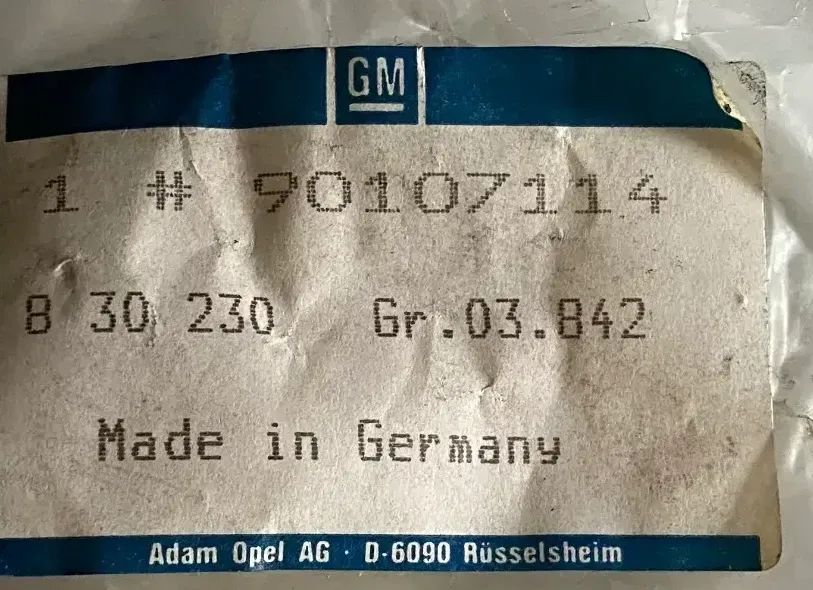 GM
1 # 90107114
8 30 230 Gr.03.842
Made in Germany
Adam Opel AG · D-6090 Rüsselsheim